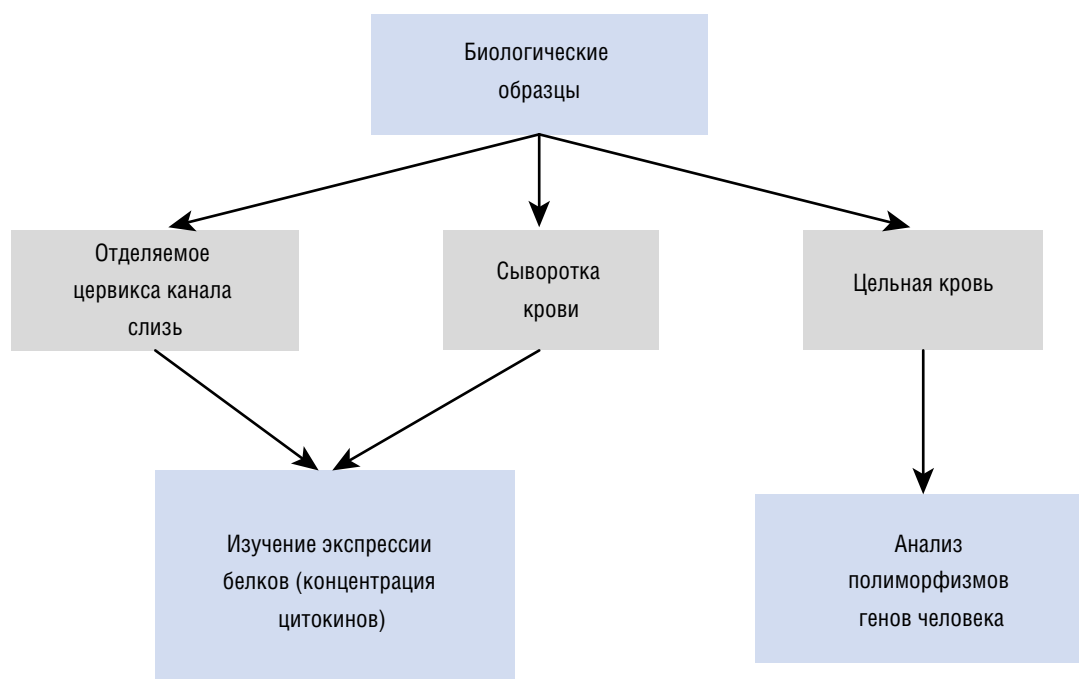 Биологические
образцы
Отделяемое
цервикса канала
слизь
Сыворотка
крови
Цельная кровь
Изучение экспрессии
белков (концентрация
цитокинов)
Анализ
полиморфизмов
генов человека